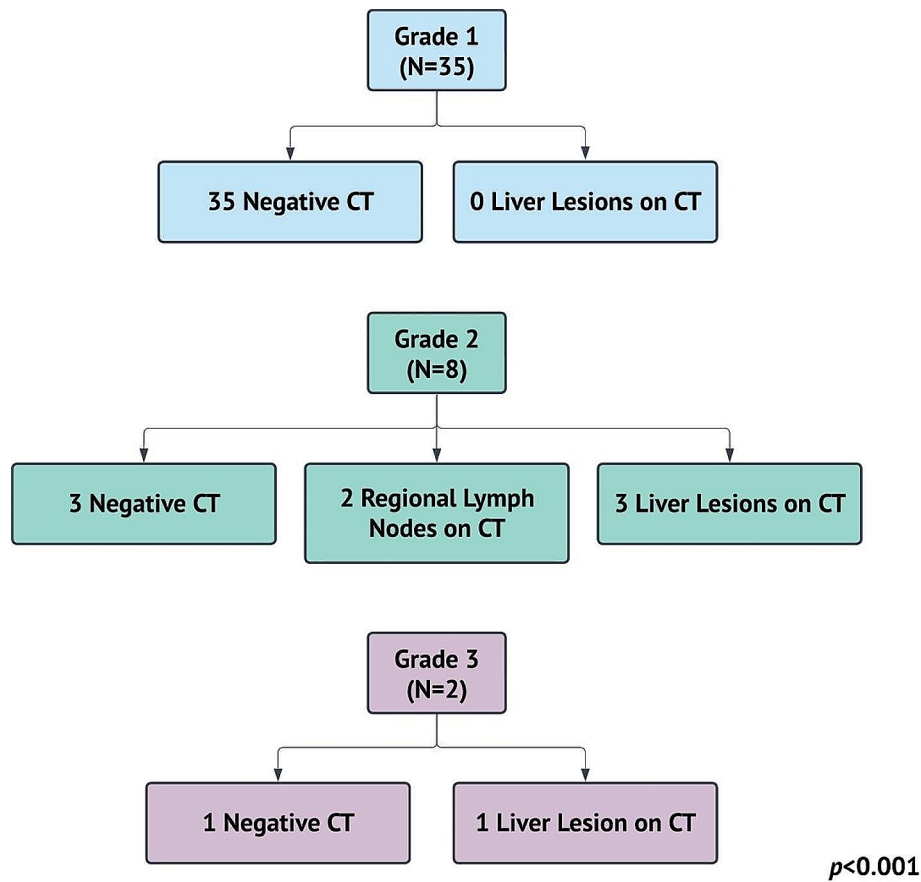 Grade 1
(N=35)
35 Negative CT
0 Liver Lesions on CT
Grade 2
(N=8)
3 Negative CT
2 Regional Lymph
Nodes on CT
3 Liver Lesions on CT
Grade 3
(N=2)
1 Negative CT
1 Liver Lesion on CT
p<0.001